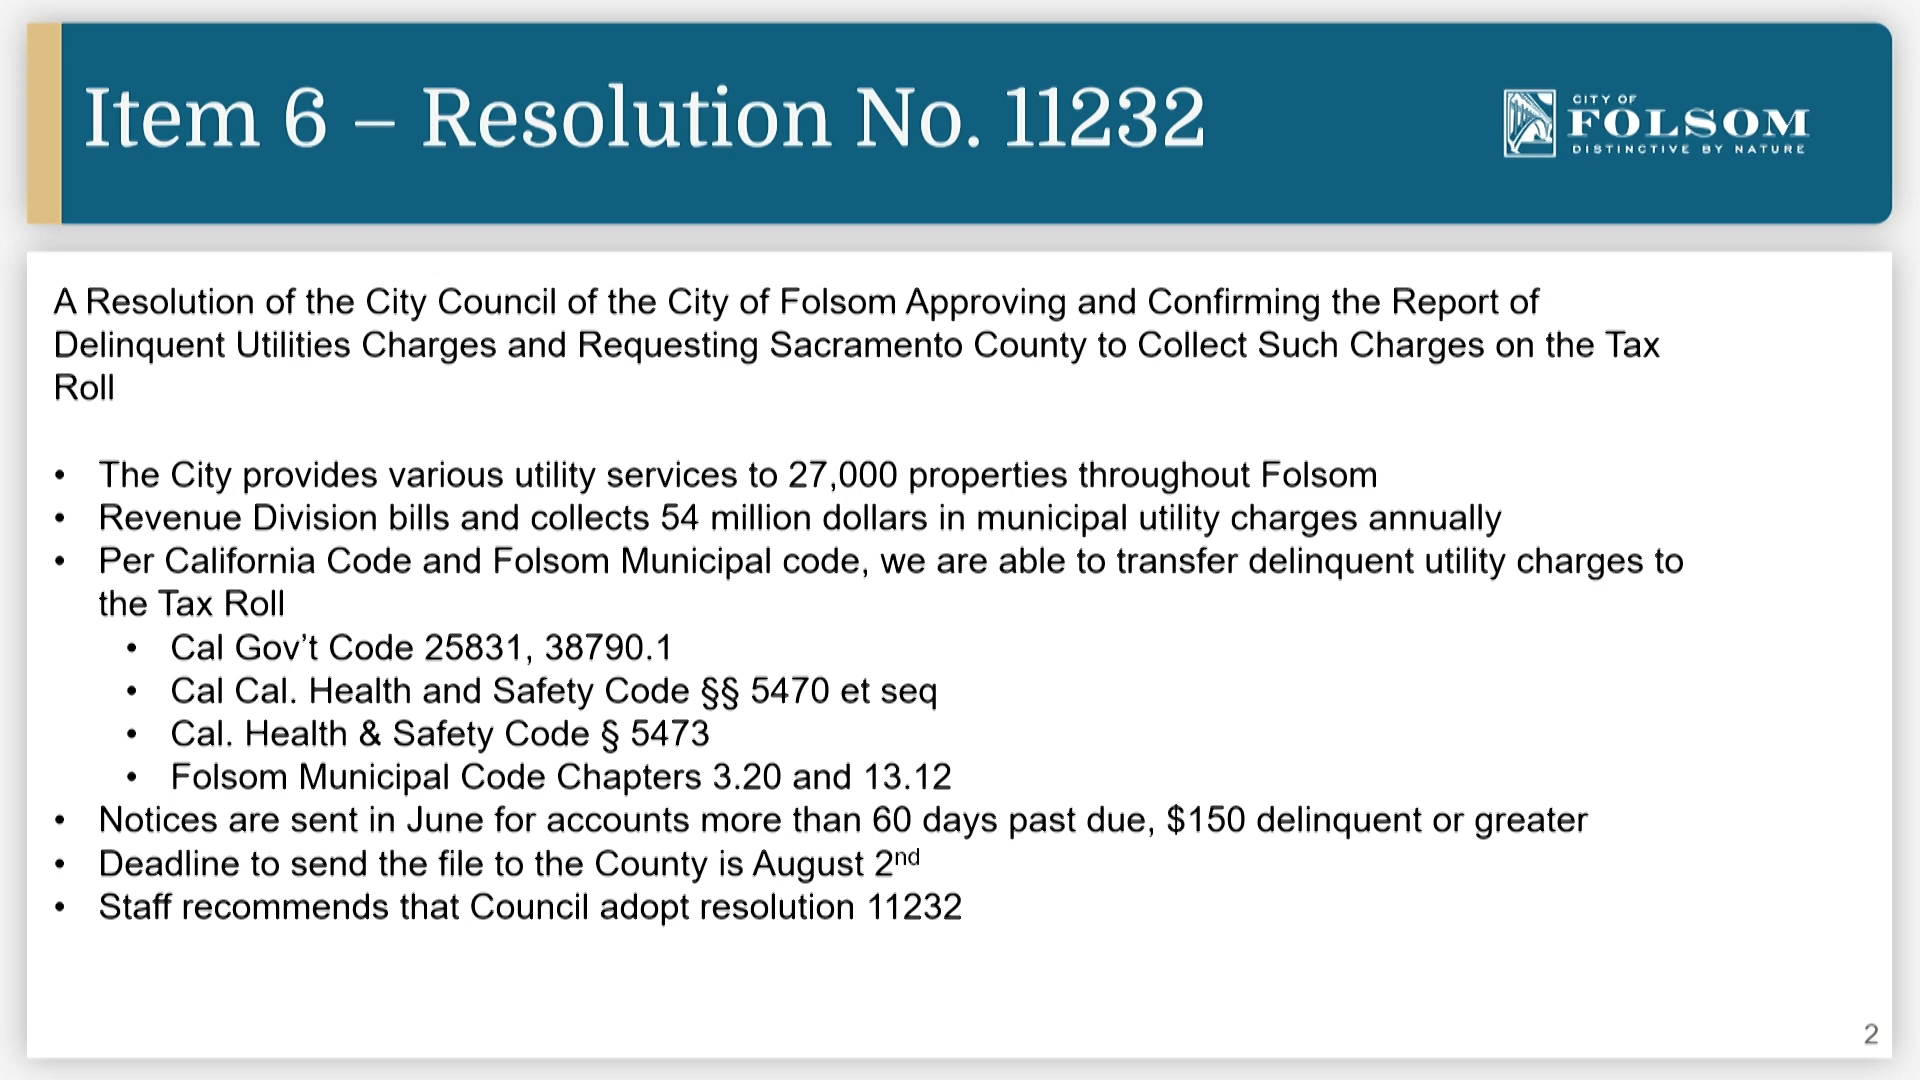 Item 6 – Resolution No. 11232
CITY OF
FOLSOM
DISTINCTIVE BY NATURE
A Resolution of the City Council of the City of Folsom Approving and Confirming the Report of
Delinquent Utilities Charges and Requesting Sacramento County to Collect Such Charges on the Tax
Roll
• The City provides various utility services to 27,000 properties throughout Folsom
• Revenue Division bills and collects 54 million dollars in municipal utility charges annually
• Per California Code and Folsom Municipal code, we are able to transfer delinquent utility charges to
the Tax Roll
• Cal Gov’t Code 25831, 38790.1
• Cal Cal. Health and Safety Code §§ 5470 et seq
• Cal. Health & Safety Code § 5473
• Folsom Municipal Code Chapters 3.20 and 13.12
• Notices are sent in June for accounts more than 60 days past due, $150 delinquent or greater
• Deadline to send the file to the County is August 2nd
• Staff recommends that Council adopt resolution 11232
2